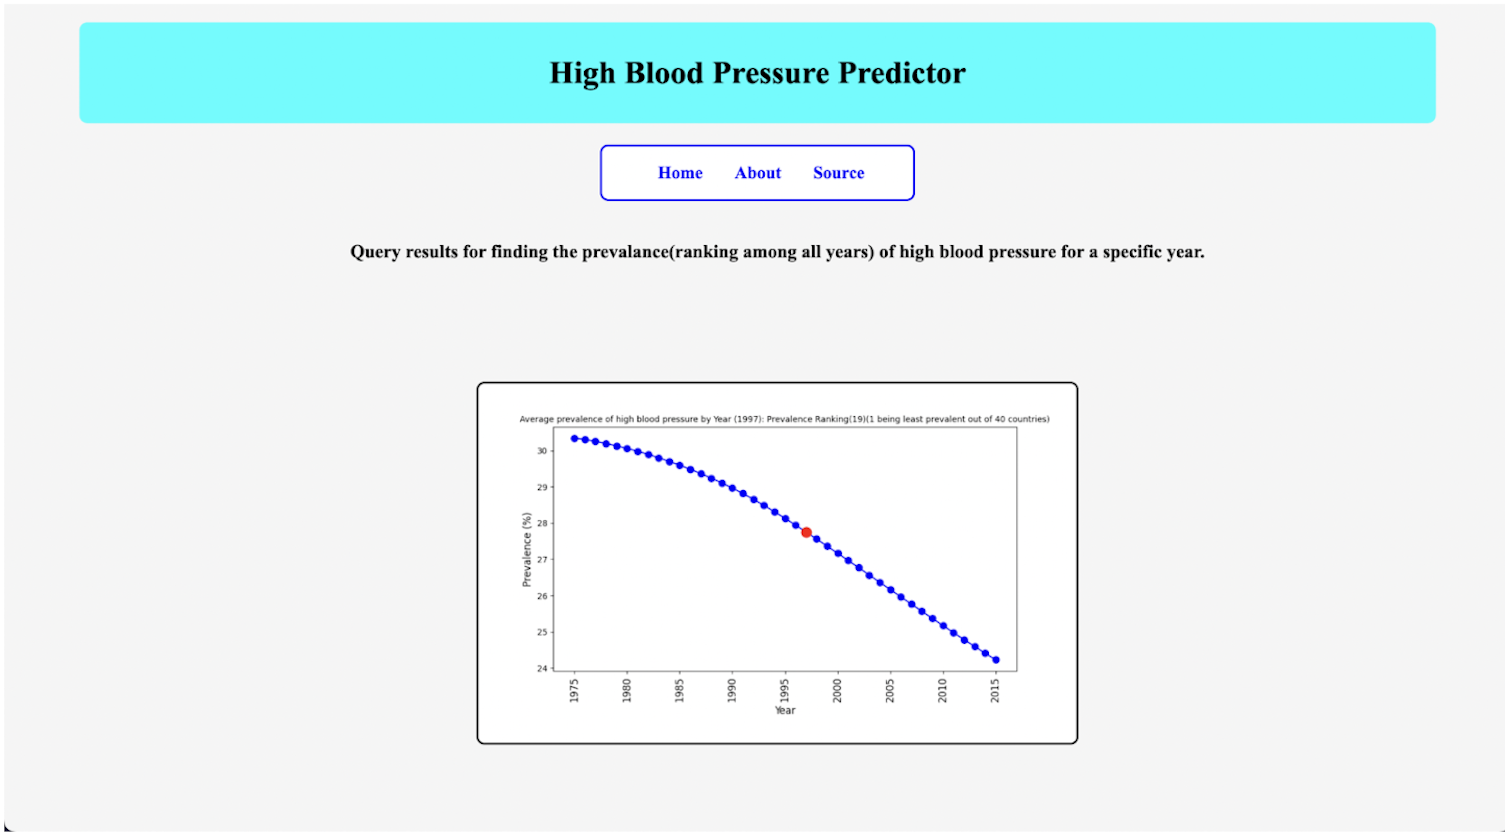 High Blood Pressure Predictor
Home About Source
Query results for finding the prevalance(ranking among all years) of high blood pressure for a specific year.
Average prevalence of high blood pressure by Year (1997): Prevalence Ranking(19)(1 being least prevalent out of 40 countries)
Prevalence (%)
30
29
28
27
26
25
24
1975 1980 1985 1990 1995 2000 2005 2010 2015
Year